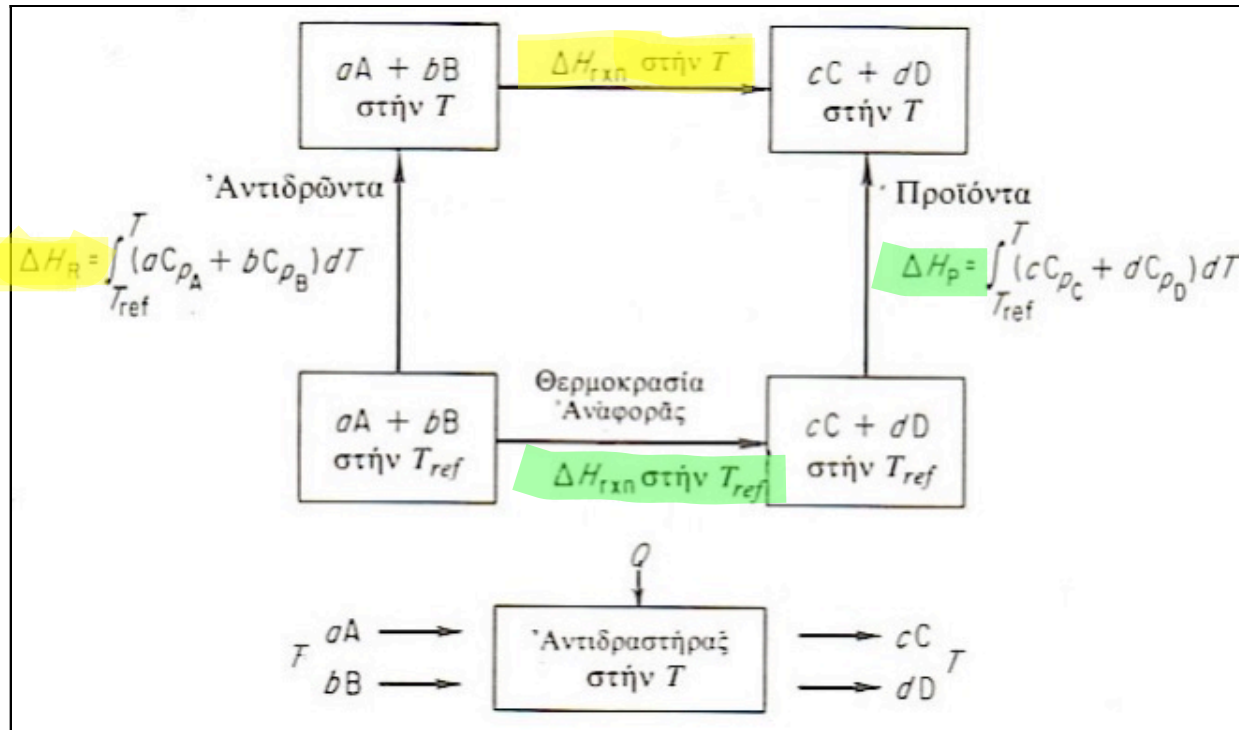 aA + bB
στήν T
ΔH_rxn στήν T
cC + dD
στήν T
Ἀντιδρῶντα
Προϊόντα
ΔH_R = ∫_{T_ref}^{T} (aC_{p_A} + bC_{p_B}) dT
ΔH_P = ∫_{T_ref}^{T} (cC_{p_C} + dC_{p_D}) dT
aA + bB
στήν T_ref
Θερμοκρασία
Ἀναφορᾶς
ΔH_rxn στήν T_ref
cC + dD
στήν T_ref
Q
T
aA
bB
Ἀντιδραστήρας
στήν T
cC
dD
T